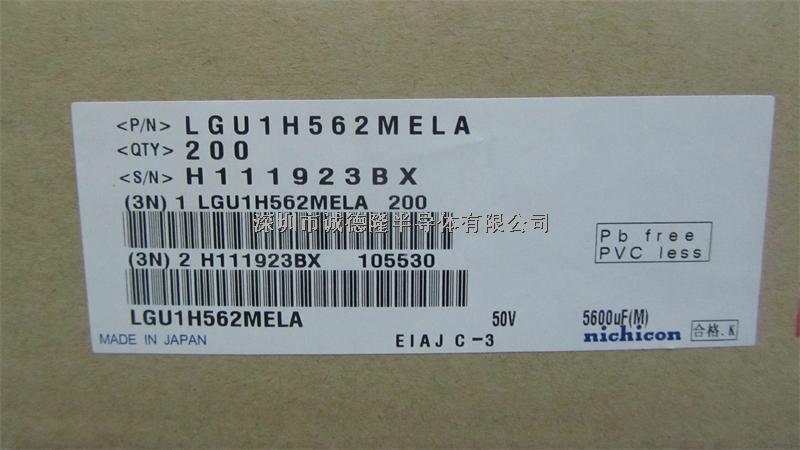 <P/N> LGU1H562MELA
<QTY> 200
<S/N> H111923BX
(3N) 1 LGU1H562MELA 200
深圳市诚德隆半导体有限公司
Pb free
PVC less
(3N) 2 H111923BX 105530
LGU1H562MELA 50V 5600uF(M)
MADE IN JAPAN EIAJ C-3 nichicon 合格.K